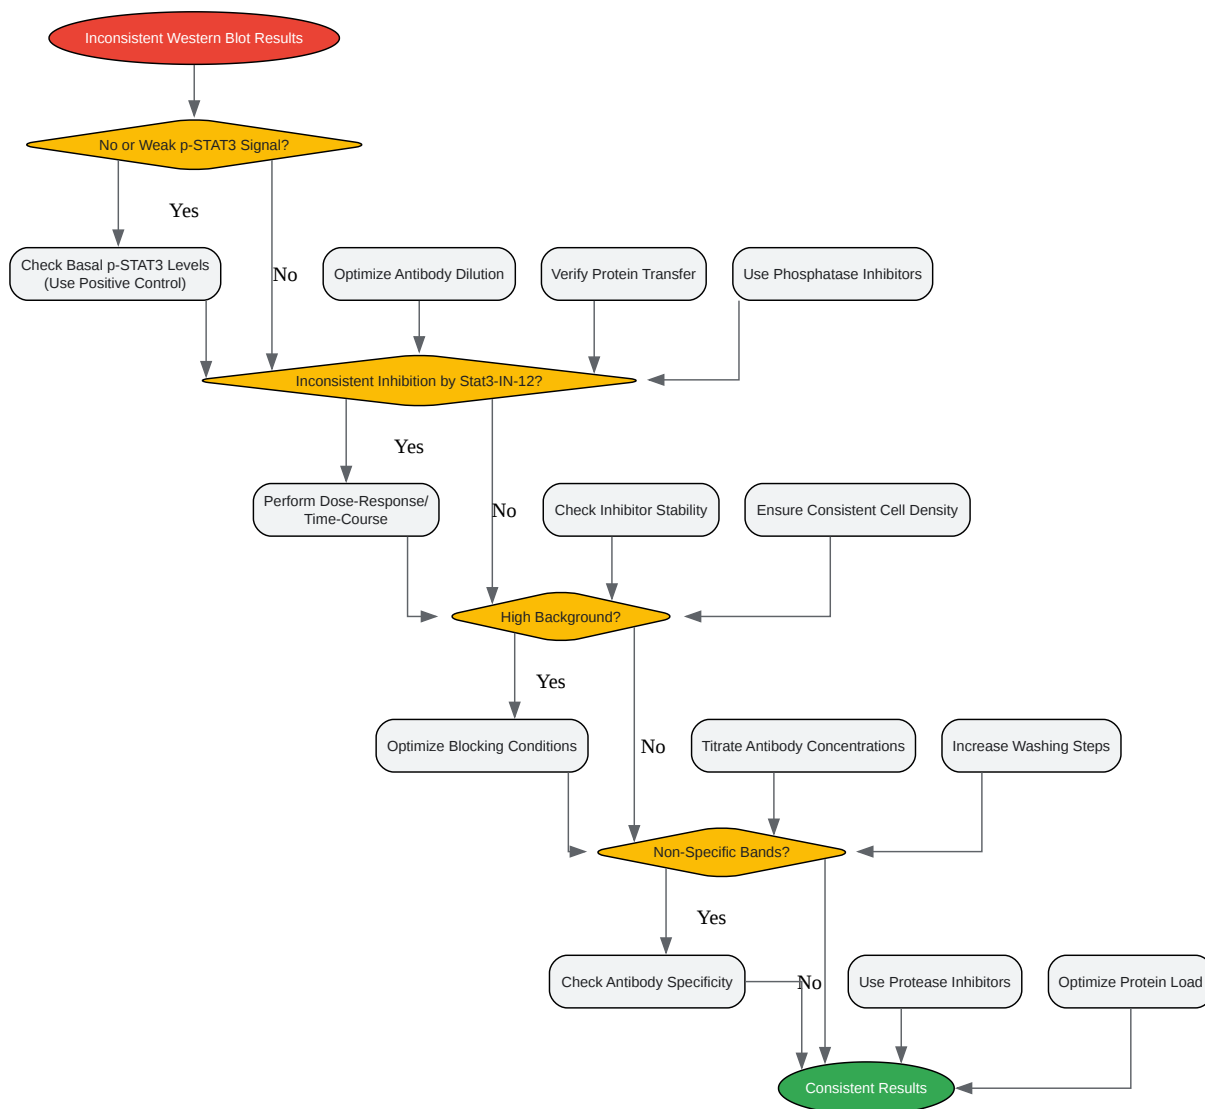 Inconsistent Western Blot Results
No or Weak p-STAT3 Signal?
Yes
Check Basal p-STAT3 Levels
(Use Positive Control)
No
Optimize Antibody Dilution
Verify Protein Transfer
Use Phosphatase Inhibitors
Inconsistent Inhibition by Stat3-IN-12?
Yes
Perform Dose-Response/
Time-Course
No
Check Inhibitor Stability
Ensure Consistent Cell Density
High Background?
Yes
Optimize Blocking Conditions
No
Titrate Antibody Concentrations
Increase Washing Steps
Non-Specific Bands?
Yes
Check Antibody Specificity
No
Use Protease Inhibitors
Optimize Protein Load
Consistent Results